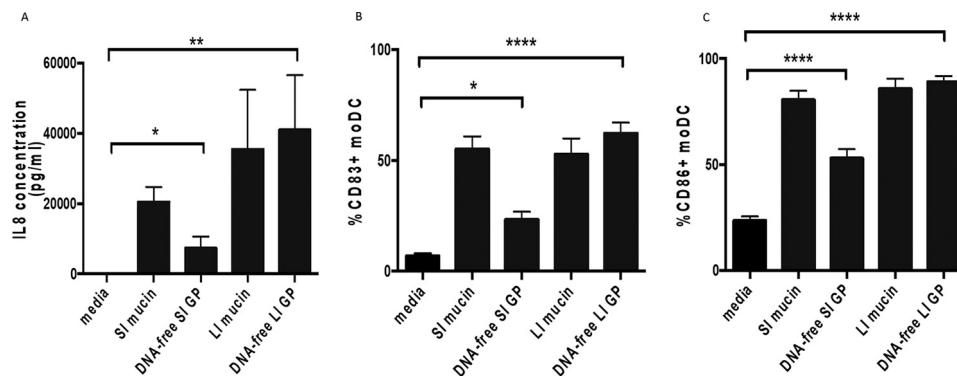 A
**
60000
40000
20000
0
IL8 concentration
(pg/ml)
*
media
SI mucin
DNA-free SI GP
LI mucin
DNA-free LI GP
B
****
100
50
0
% CD83+ moDC
*
media
SI mucin
DNA-free SI GP
LI mucin
DNA-free LI GP
C
****
100
50
0
% CD86+ moDC
****
media
SI mucin
DNA-free SI GP
LI mucin
DNA-free LI GP